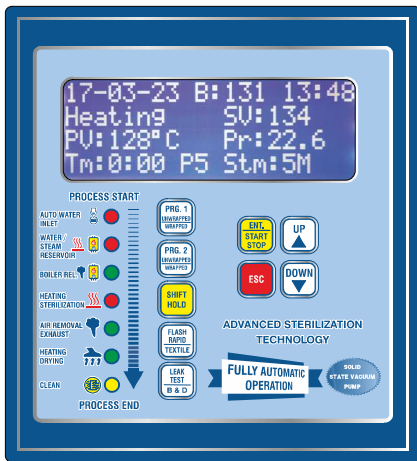 17-03-23 B:131 13:48
Heating SV:134
PV:128°C Pr:22.6
Tm:0:00 P5 Stm:5M
PROCESS START
AUTO WATER
INLET
WATER /
STEAM
RESERVOIR
BOILER REL:
HEATING
STERILIZATION
AIR REMOVAL
EXHAUST
HEATING
DRYING
CLEAN
PROCESS END
PRG. 1
UNWRAPPED
WRAPPED
PRG. 2
UNWRAPPED
WRAPPED
SHIFT
HOLD
FLASH
RAPID
TEXTILE
LEAK
TEST
B & D
ENT.
START
STOP
UP
ESC
DOWN
ADVANCED STERILIZATION
TECHNOLOGY
FULLY AUTOMATIC
OPERATION
SOLID
STATE VACUUM
PUMP